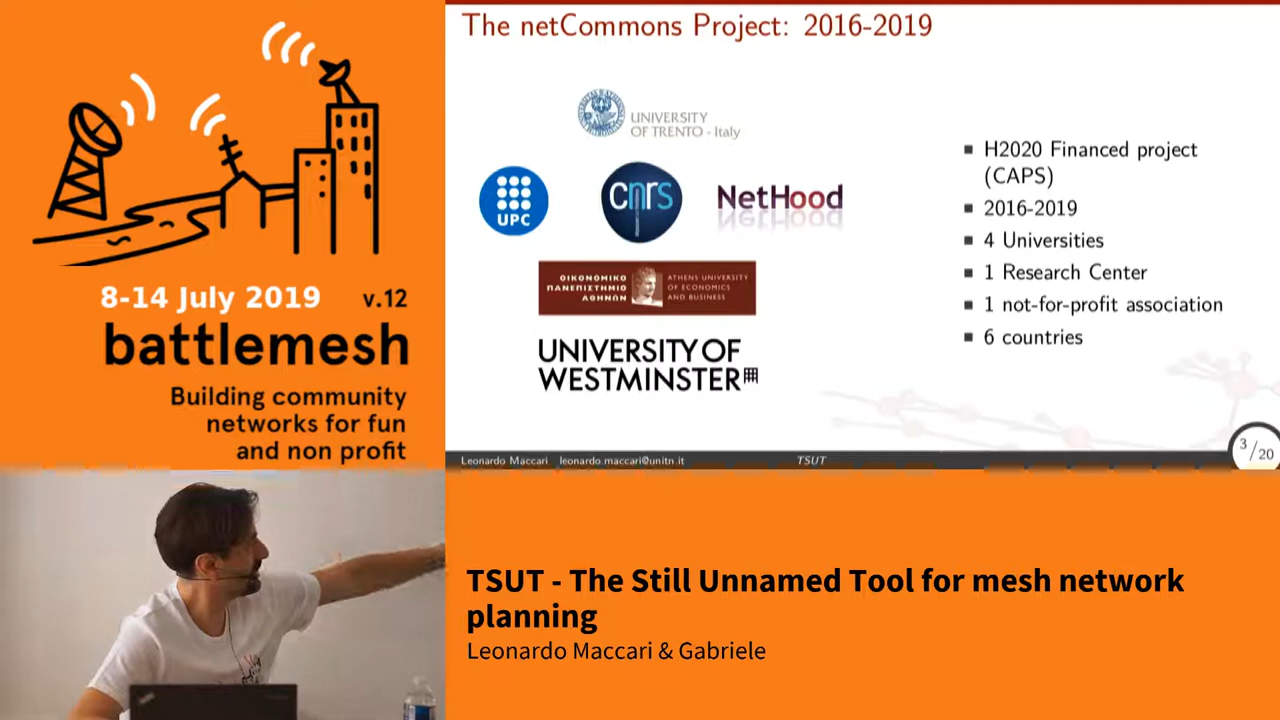 8-14 July 2019 v.12
battlemesh
Building community
networks for fun
and non profit
The netCommons Project: 2016-2019
UNIVERSITY
OF TRENTO - Italy
UPC
cnrs
NetHood
ΟΙΚΟΝΟΜΙΚΟ
ΠΑΝΕΠΙΣΤΗΜΙΟ
ΑΘΗΝΩΝ
ATHENS UNIVERSITY
OF ECONOMICS
AND BUSINESS
UNIVERSITY OF
WESTMINSTER
■ H2020 Financed project
(CAPS)
■ 2016-2019
■ 4 Universities
■ 1 Research Center
■ 1 not-for-profit association
■ 6 countries
Leonardo Maccari leonardo.maccari@unitn.it TSUT 3/20
TSUT - The Still Unnamed Tool for mesh network
planning
Leonardo Maccari & Gabriele